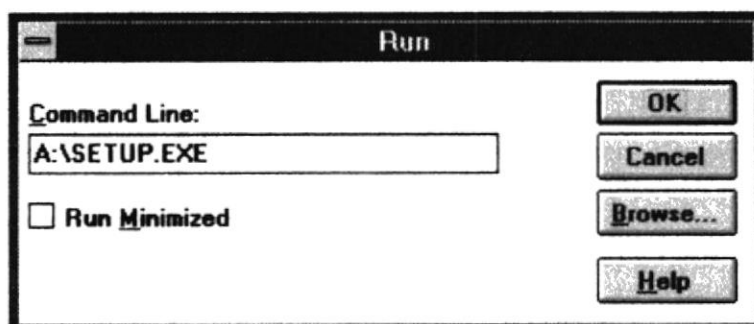 Run
Command Line:
A:\SETUP.EXE
Run Minimized
OK
Cancel
Browse...
Help